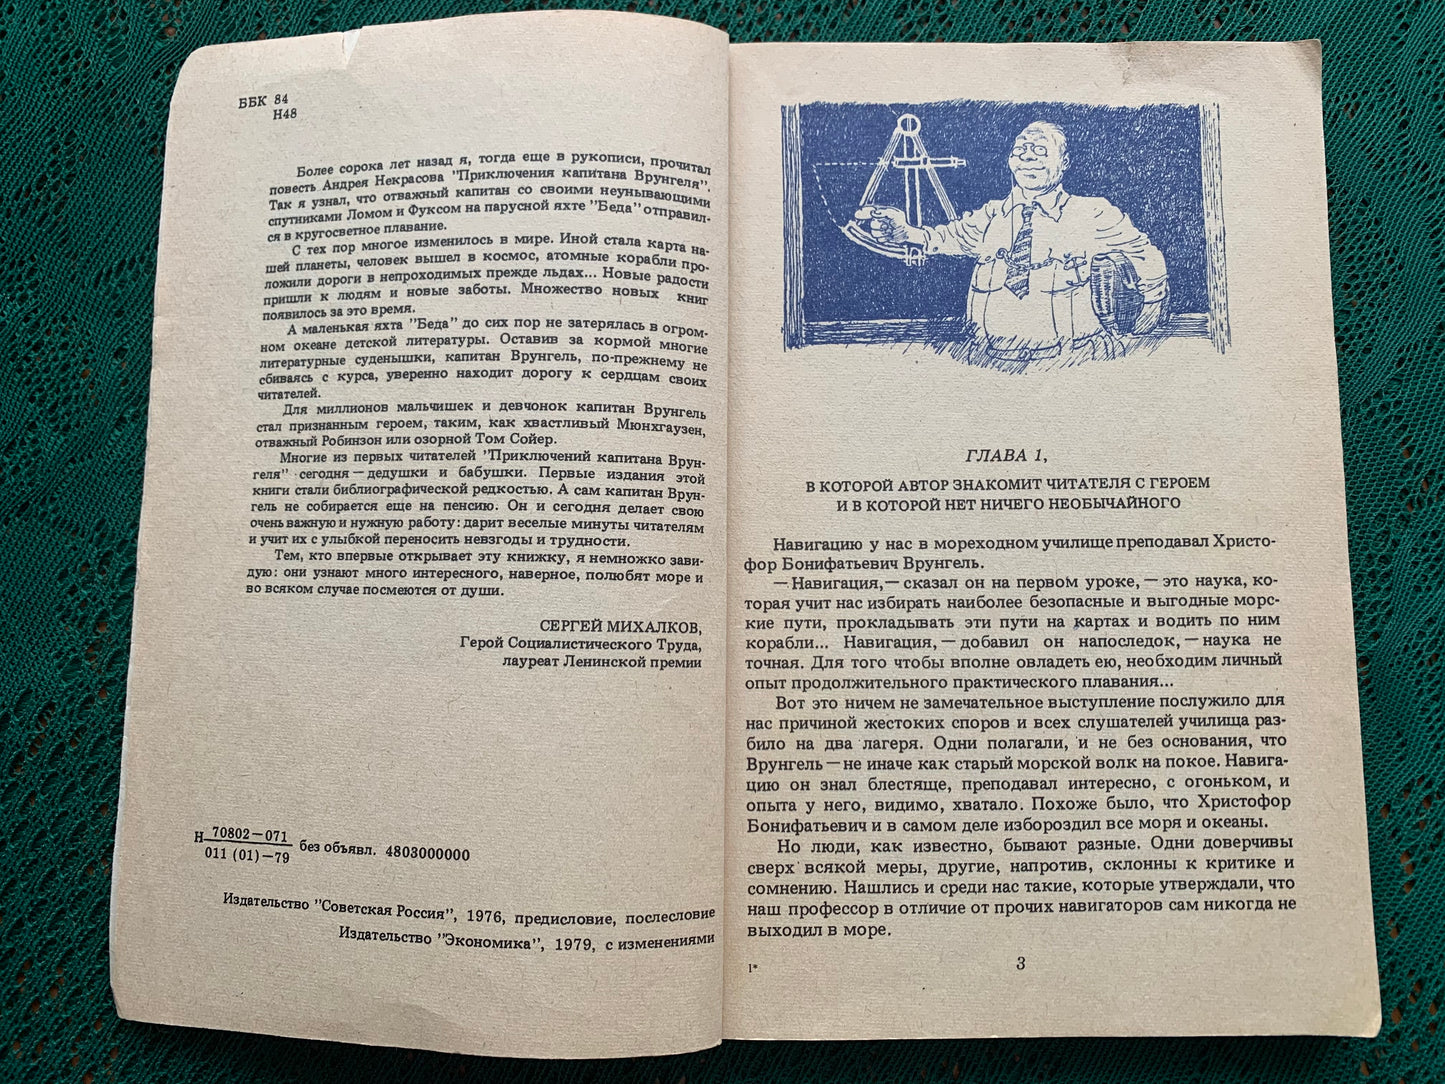 ББК 84
Н48
Более сорока лет назад я, тогда еще в рукописи, прочитал
повесть Андрея Некрасова "Приключения капитана Врунгеля".
Так я узнал, что отважный капитан со своими неунывающими
спутниками Ломом и Фуксом на парусной яхте "Беда" отправил-
ся в кругосветное плавание.
С тех пор многое изменилось в мире. Иной стала карта на-
шей планеты, человек вышел в космос, атомные корабли про-
ложили дороги в непроходимых прежде льдах... Новые радости
пришли к людям и новые заботы. Множество новых книг
появилось за это время.
А маленькая яхта "Беда" до сих пор не затерялась в огром-
ном океане детской литературы. Оставив за кормой многие
литературные суденышки, капитан Врунгель, по-прежнему не
сбиваясь с курса, уверенно находит дорогу к сердцам своих
читателей.
Для миллионов мальчишек и девчонок капитан Врунгель
стал признанным героем, таким, как хвастливый Мюнхгаузен,
отважный Робинзон или озорной Том Сойер.
Многие из первых читателей "Приключений капитана Врун-
геля" сегодня — дедушки и бабушки. Первые издания этой
книги стали библиографической редкостью. А сам капитан Врун-
гель не собирается еще на пенсию. Он и сегодня делает свою
очень важную и нужную работу: дарит веселые минуты читателям
и учит их с улыбкой переносить невзгоды и трудности.
Тем, кто впервые открывает эту книжку, я немножко зави-
дую: они узнают много интересного, наверное, полюбят море и
во всяком случае посмеются от души.
СЕРГЕЙ МИХАЛКОВ,
Герой Социалистического Труда,
лауреат Ленинской премии
Н 70802—071
011 (01)—79 без объявл. 4803000000
Издательство "Советская Россия", 1976, предисловие, послесловие
Издательство "Экономика", 1979, с изменениями
ГЛАВА 1,
В КОТОРОЙ АВТОР ЗНАКОМИТ ЧИТАТЕЛЯ С ГЕРОЕМ
И В КОТОРОЙ НЕТ НИЧЕГО НЕОБЫЧАЙНОГО
Навигацию у нас в мореходном училище преподавал Христо-
фор Бонифатьевич Врунгель.
— Навигация,— сказал он на первом уроке, — это наука, ко-
торая учит нас избирать наиболее безопасные и выгодные мор-
ские пути, прокладывать эти пути на картах и водить по ним
корабли... Навигация, — добавил он напоследок, — наука не
точная. Для того чтобы вполне овладеть ею, необходим личный
опыт продолжительного практического плавания...
Вот это ничем не замечательное выступление послужило для
нас причиной жестоких споров и всех слушателей училища раз-
било на два лагеря. Одни полагали, и не без основания, что
Врунгель — не иначе как старый морской волк на покое. Навига-
цию он знал блестяще, преподавал интересно, с огоньком, и
опыта у него, видимо, хватало. Похоже было, что Христофор
Бонифатьевич и в самом деле избороздил все моря и океаны.
Но люди, как известно, бывают разные. Одни доверчивы
сверх всякой меры, другие, напротив, склонны к критике и
сомнению. Нашлись и среди нас такие, которые утверждали, что
наш профессор в отличие от прочих навигаторов сам никогда не
выходил в море.
1*
3